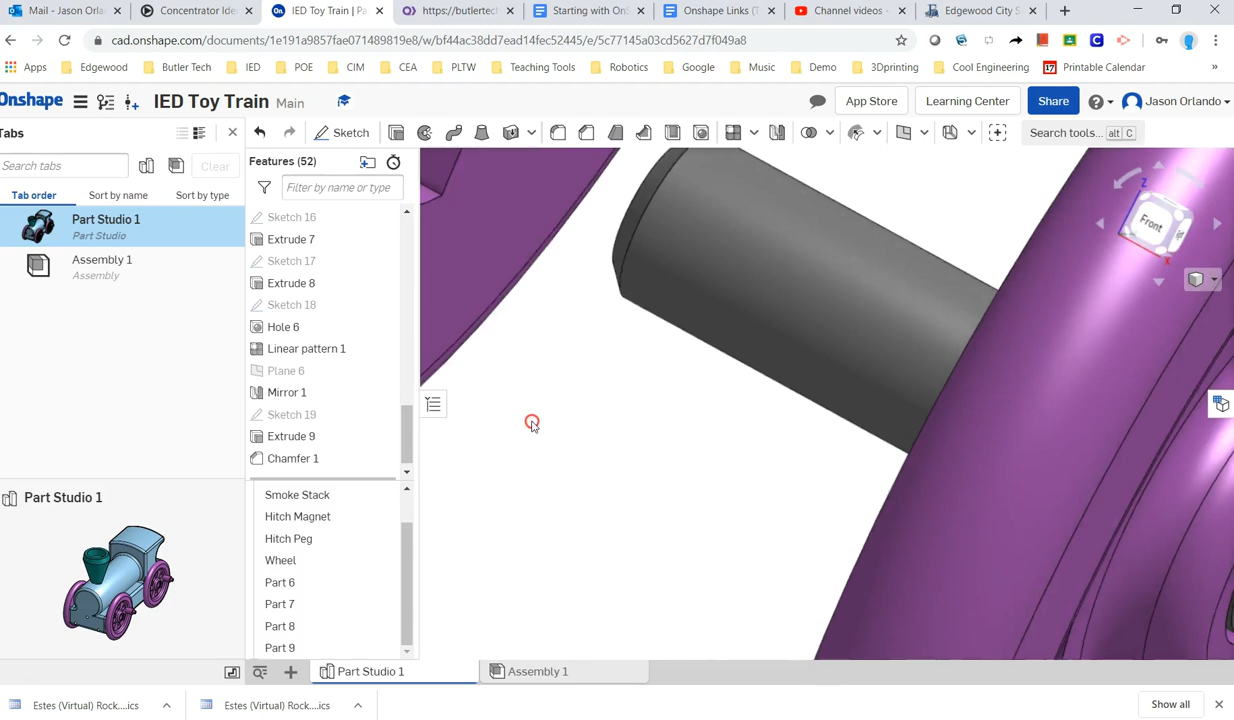 Mail - Jason Orla
Concentrator Ide
IED Toy Train | Pa
https://butlertec
Starting with OnS
Onshape Links (T
Channel videos -
Edgewood City S
cad.onshape.com/documents/1e191a9857fae071489819e8/w/bf44ac38dd7ead14fec52445/e/5c77145a03cd5627d7f049a8
Apps
Edgewood
Butler Tech
IED
POE
CIM
CEA
PLTW
Teaching Tools
Robotics
Google
Music
Demo
3Dprinting
Cool Engineering
17
Printable Calendar
»
Onshape
IED Toy Train
Main
App Store
Learning Center
Share
Jason Orlando
Tabs
Sketch
Search tools...
alt
C
Search tabs
Clear
Features (52)
Filter by name or type
Tab order
Sort by name
Sort by type
Part Studio 1
Part Studio
Assembly 1
Assembly
Sketch 16
Extrude 7
Sketch 17
Extrude 8
Sketch 18
Hole 6
Linear pattern 1
Plane 6
Mirror 1
Sketch 19
Extrude 9
Chamfer 1
Smoke Stack
Hitch Magnet
Hitch Peg
Wheel
Part 6
Part 7
Part 8
Part 9
Z
Front
X
Part Studio 1
Part Studio 1
Assembly 1
Estes (Virtual) Rock....ics
Estes (Virtual) Rock....ics
Show all